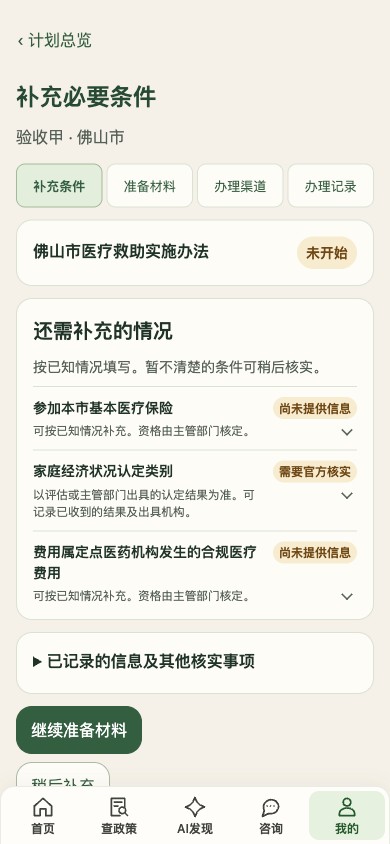 ‹ 计划总览
补充必要条件
验收甲 · 佛山市
补充条件 准备材料 办理渠道 办理记录
佛山市医疗救助实施办法 未开始
还需补充的情况
按已知情况填写。暂不清楚的条件可稍后核实。
参加本市基本医疗保险 尚未提供信息
可按已知情况补充。资格由主管部门核定。
家庭经济状况认定类别 需要官方核实
以评估或主管部门出具的认定结果为准。可
记录已收到的结果及出具机构。
费用属定点医药机构发生的合规医疗 尚未提供信息
费用
可按已知情况补充。资格由主管部门核定。
▶ 已记录的信息及其他核实事项
继续准备材料
稍后补充
首页 查政策 AI发现 咨询 我的